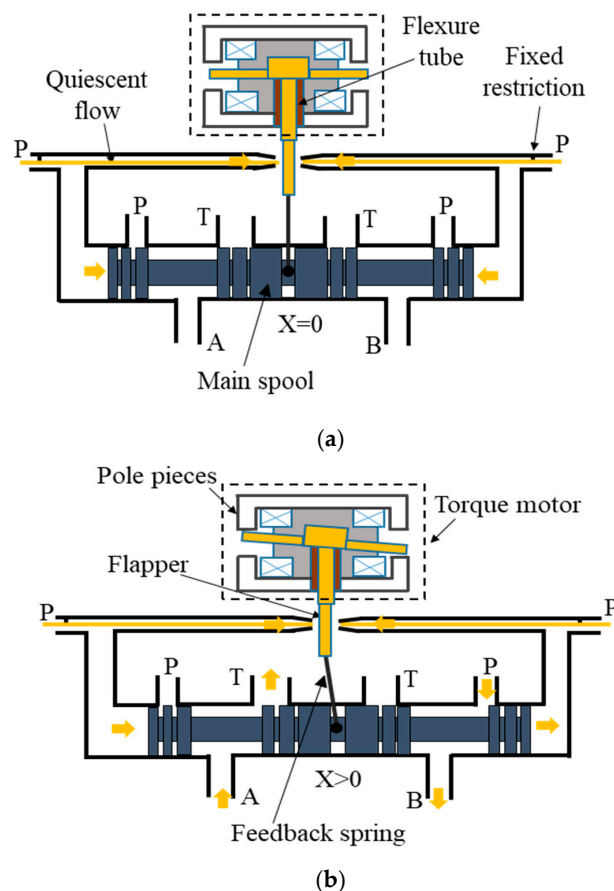 Flexure
tube
Fixed
restriction
Quiescent
flow
P
P
P
T
T
P
A
X=0
B
Main spool
(a)
Pole pieces
Torque motor
Flapper
P
P
P
T
T
P
A
X>0
B
Feedback spring
(b)